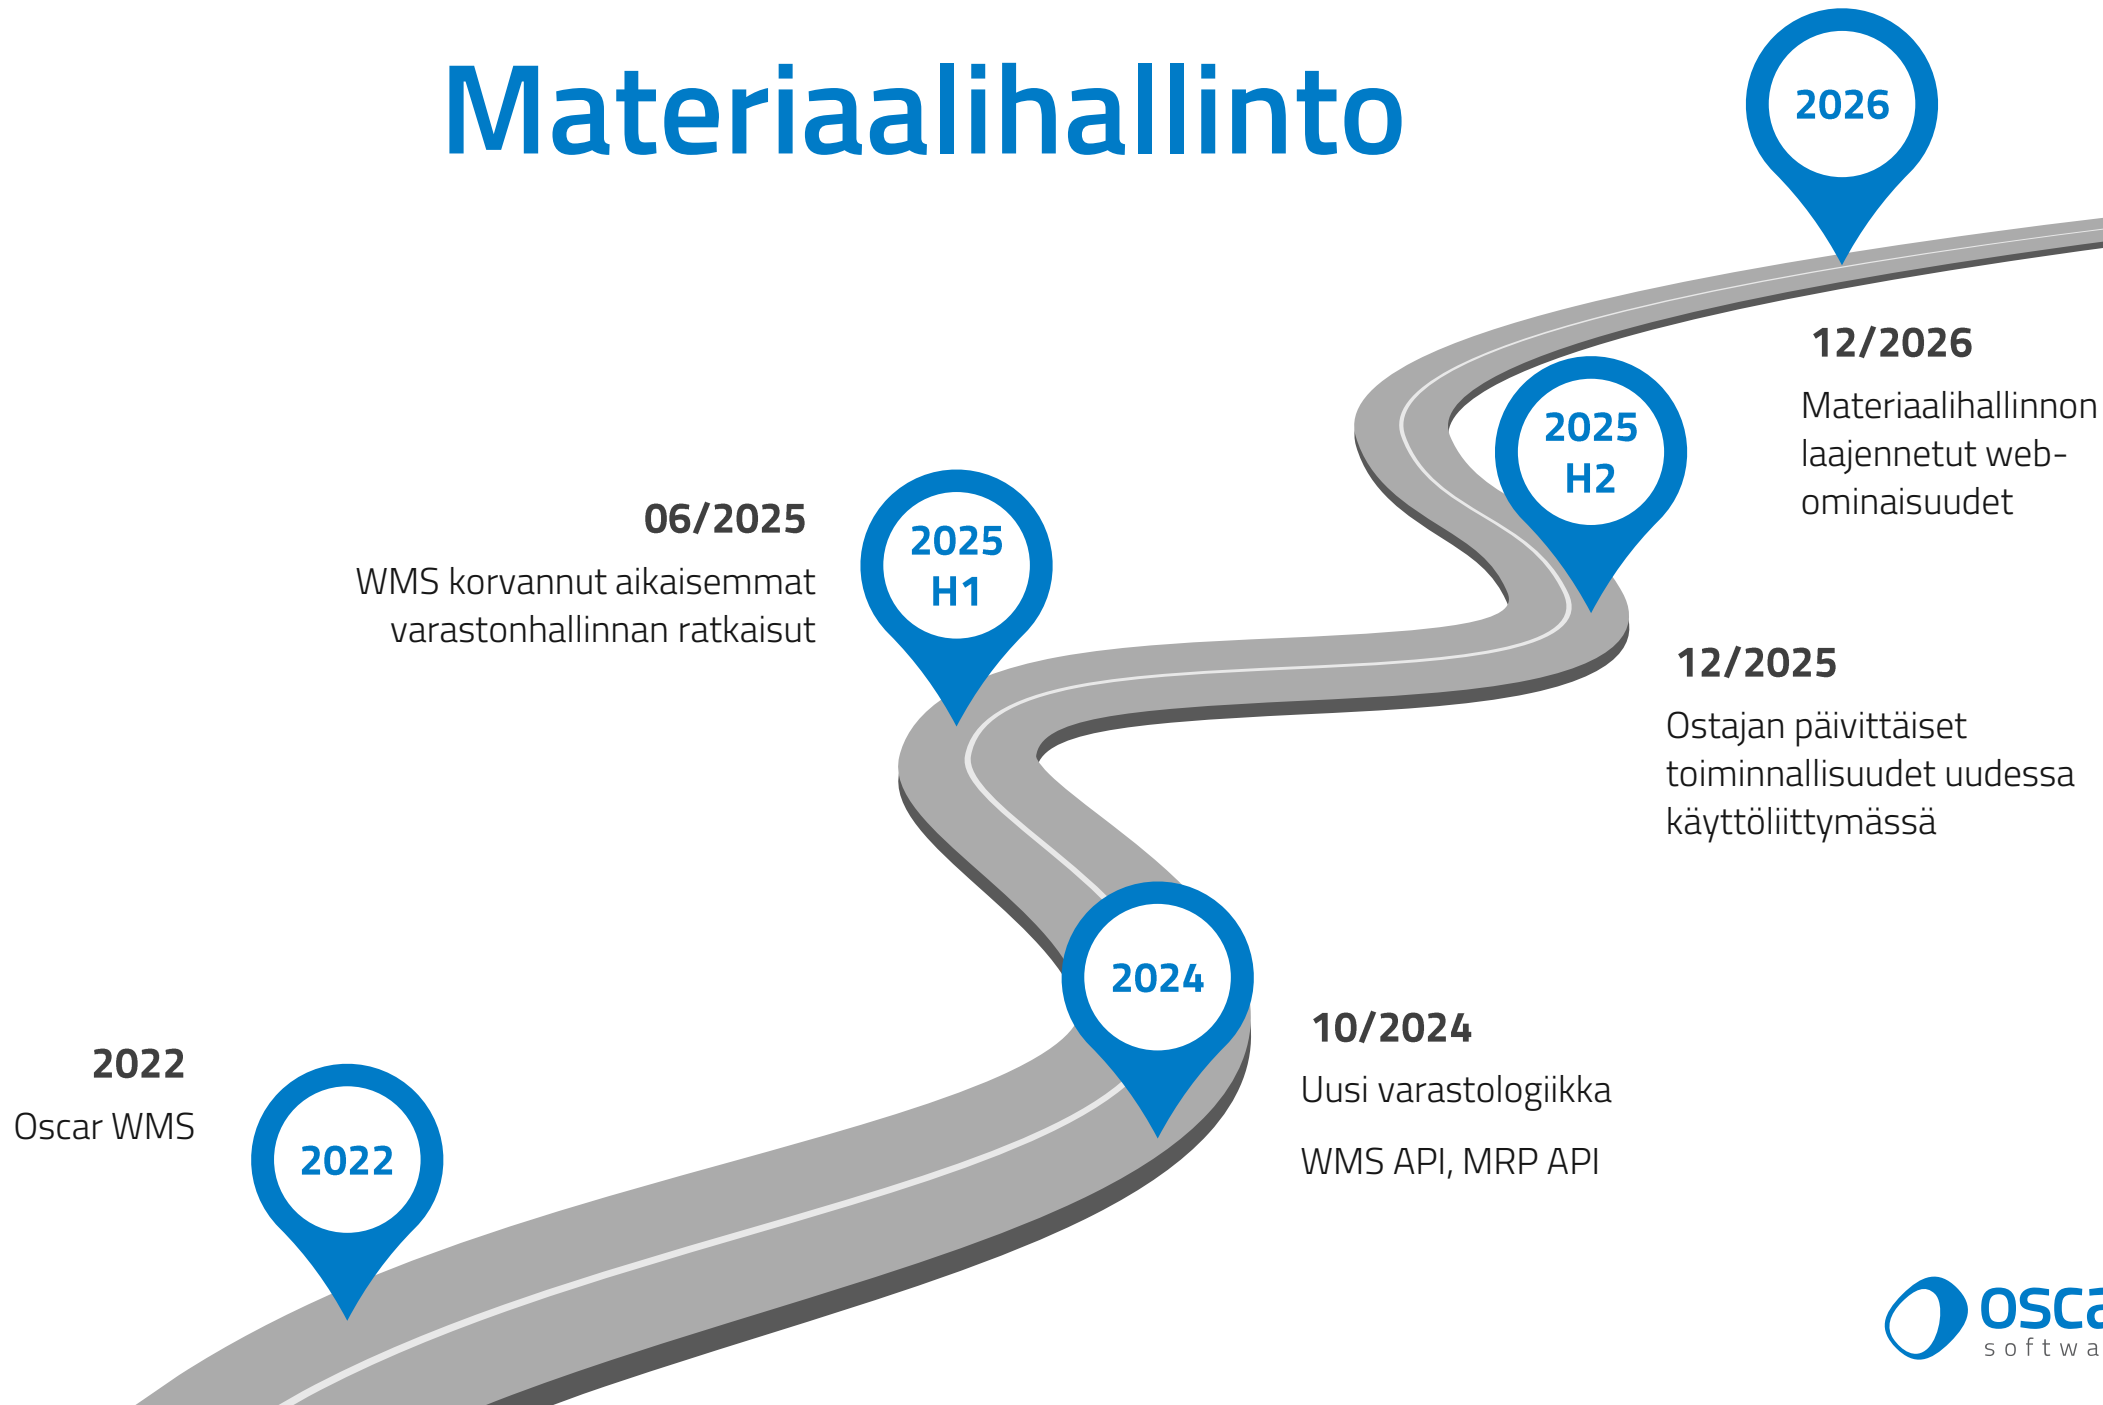 Materiaalihallinto
2026
12/2026
Materiaalihallinnon
laajennetut web-
ominaisuudet
2025
H2
12/2025
Ostajan päivittäiset
toiminnallisuudet uudessa
käyttöliittymässä
06/2025
WMS korvannut aikaisemmat
varastonhallinnan ratkaisut
2025
H1
2024
10/2024
Uusi varastologiikka
WMS API, MRP API
2022
Oscar WMS
2022